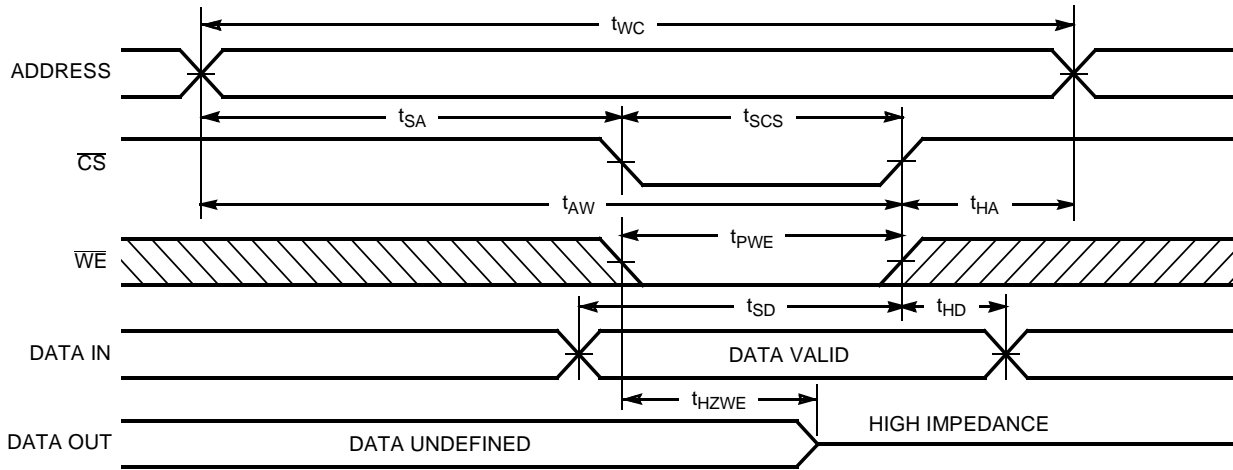 tWC
ADDRESS
tSA
tSCS
CS
tAW
tHA
tPWE
WE
tSD
tHD
DATA IN
DATA VALID
tHZWE
HIGH IMPEDANCE
DATA OUT
DATA UNDEFINED